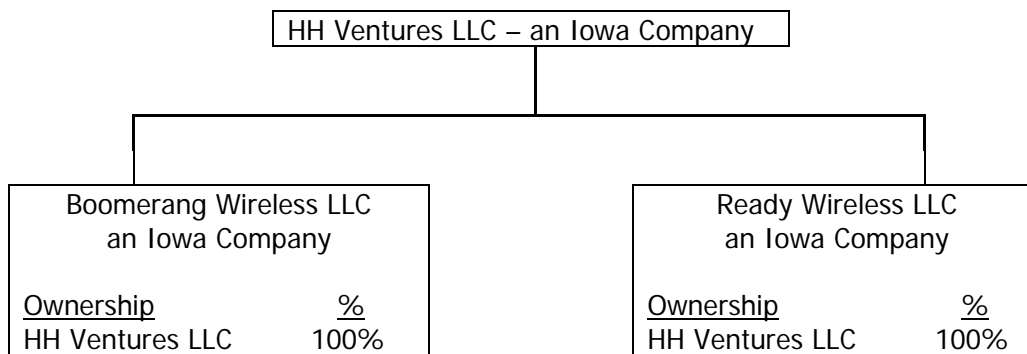 HH Ventures LLC – an Iowa Company
Boomerang Wireless LLC
an Iowa Company
Ownership %
HH Ventures LLC 100%
Ready Wireless LLC
an Iowa Company
Ownership %
HH Ventures LLC 100%